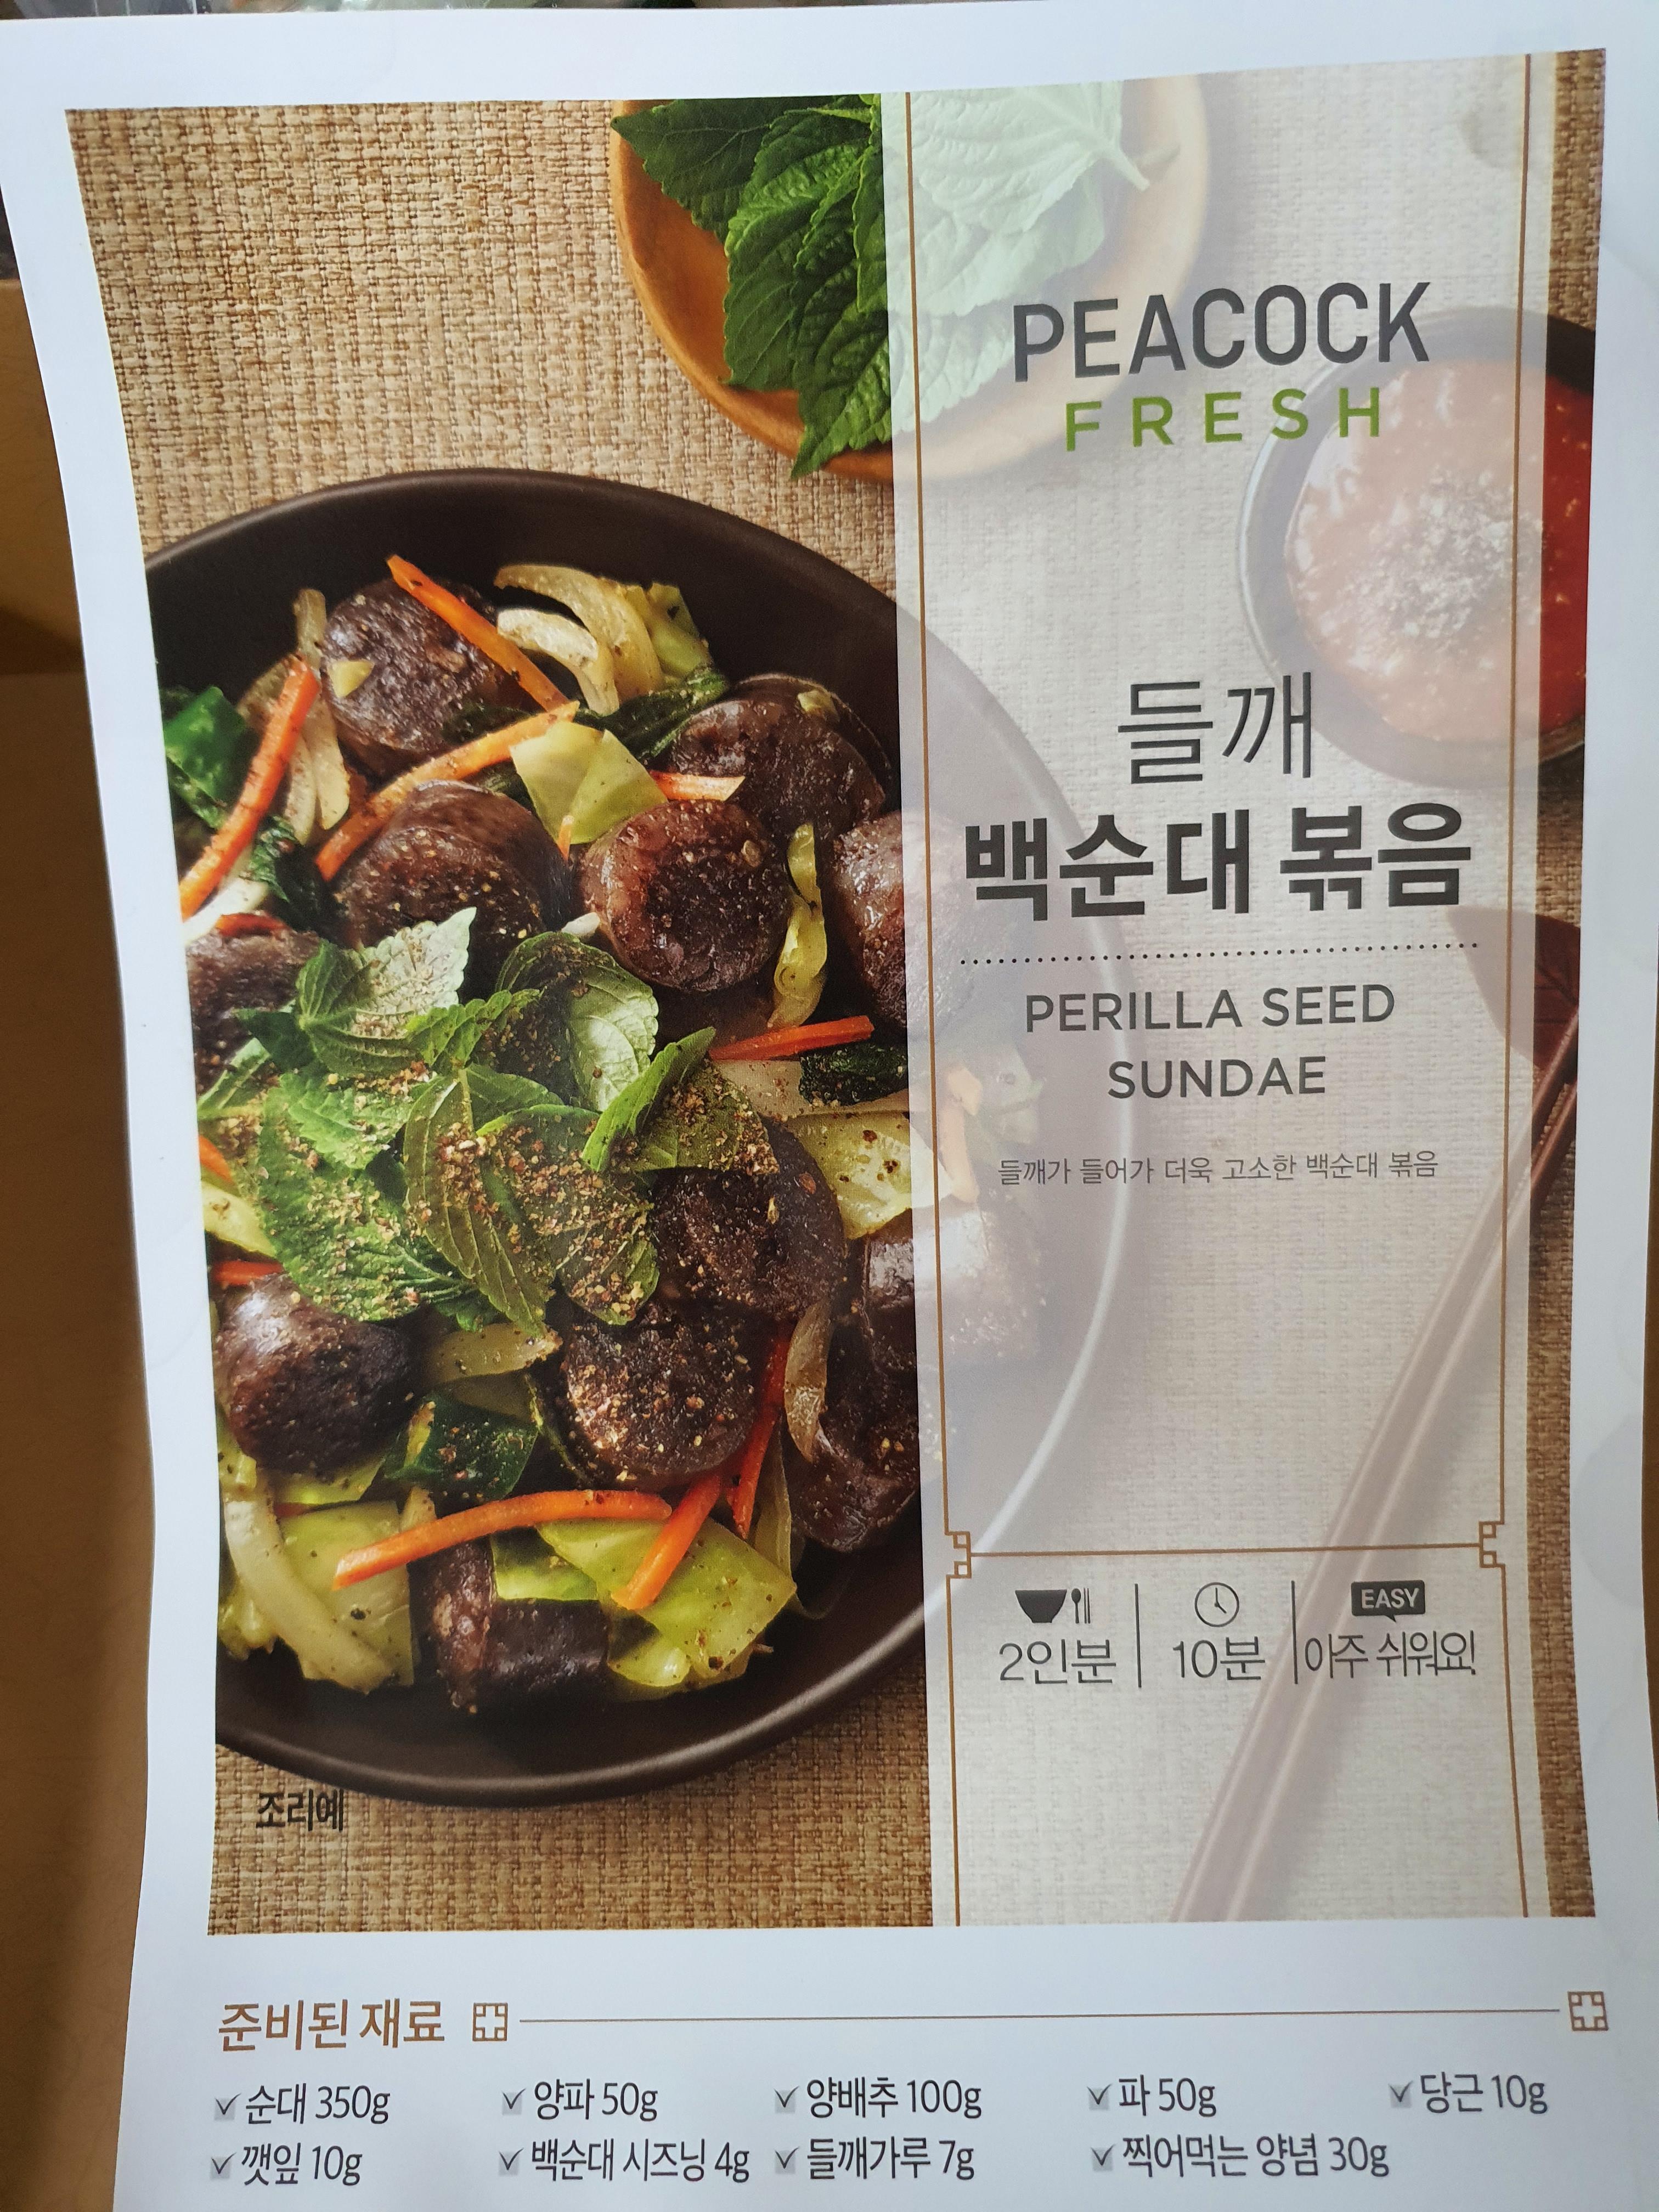 PEACOCK
FRESH
들깨
백순대 볶음
PERILLA SEED
SUNDAE
들깨가 들어가 더욱 고소한 백순대 볶음
EASY
2인분 10분 아주 쉬워요!
조리예
준비된 재료
순대 350g 양파 50g 양배추 100g 파 50g 당근 10g
깻잎 10g 백순대 시즈닝 4g 들깨가루 7g 찍어먹는 양념 30g